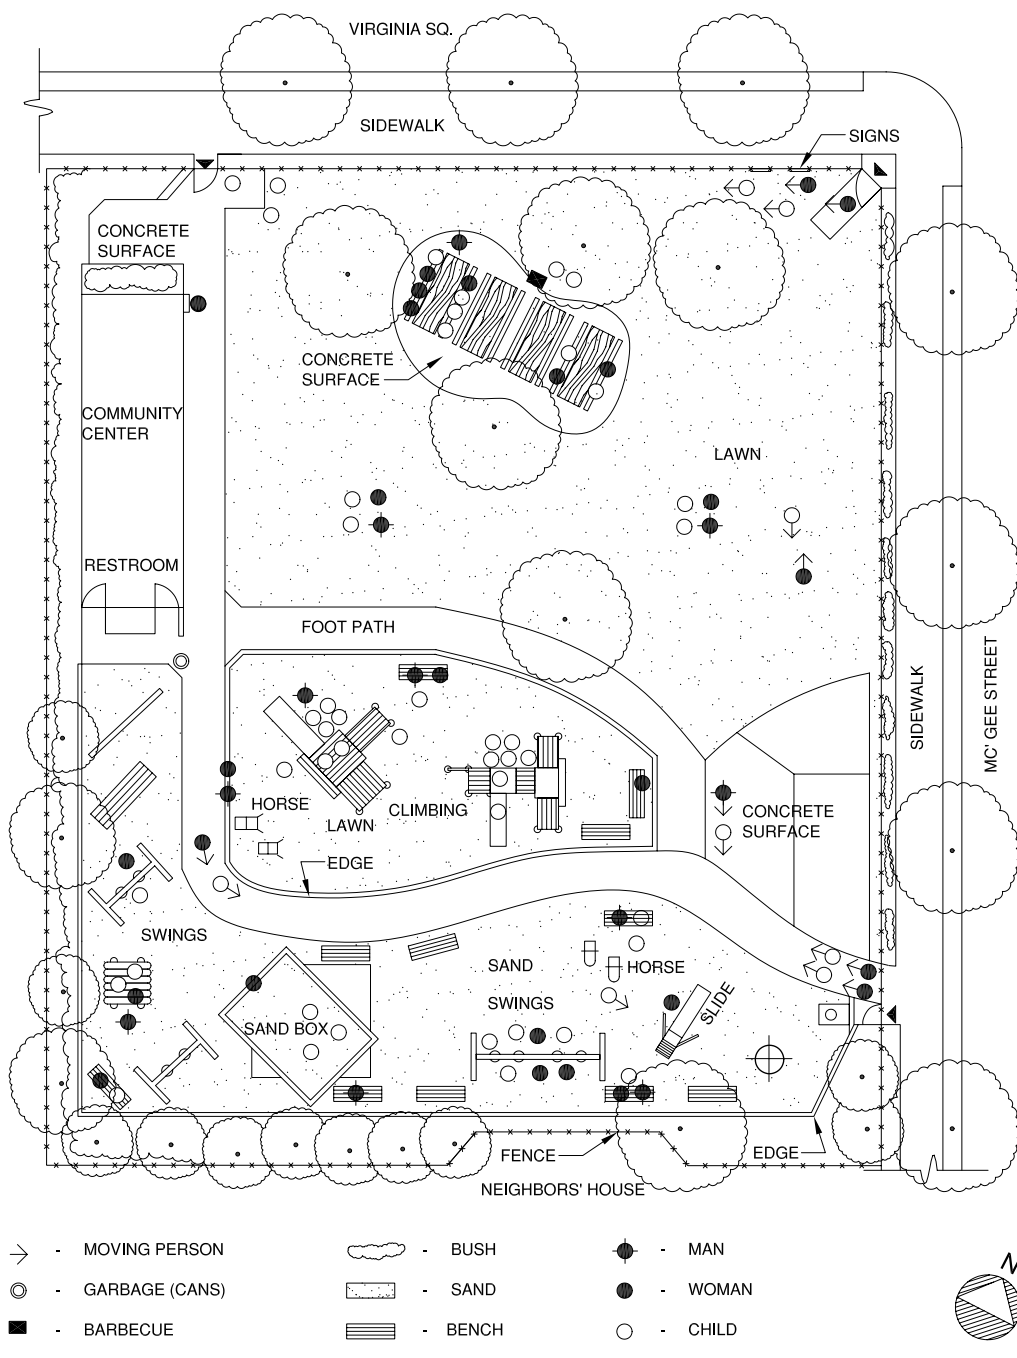 VIRGINIA SQ.
SIDEWALK
SIGNS
CONCRETE
SURFACE
CONCRETE
SURFACE
COMMUNITY
CENTER
LAWN
RESTROOM
FOOT PATH
SIDEWALK
MC' GEE STREET
HORSE
LAWN
CLIMBING
CONCRETE
SURFACE
EDGE
SWINGS
SAND
HORSE
SWINGS
SLIDE
SAND BOX
FENCE
EDGE
NEIGHBORS' HOUSE
- MOVING PERSON
- BUSH
- MAN
- GARBAGE (CANS)
- SAND
- WOMAN
- BARBECUE
- BENCH
- CHILD
N